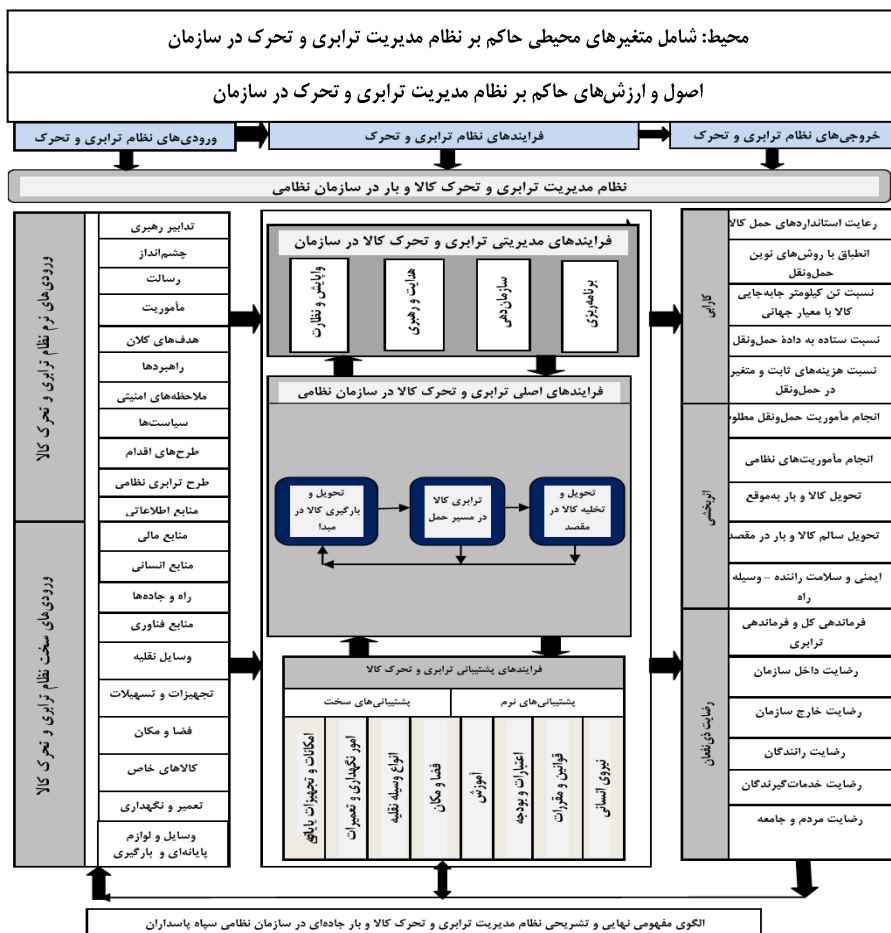 محیط: شامل متغیرهای محیطی حاکم بر نظام مدیریت ترابری و تحرک در سازمان
اصول و ارزش‌های حاکم بر نظام مدیریت ترابری و تحرک در سازمان
ورودی‌های نظام ترابری و تحرک
فرایندهای نظام ترابری و تحرک
خروجی‌های نظام ترابری و تحرک
نظام مدیریت ترابری و تحرک کالا و بار در سازمان نظامی
ورودی‌های نرم نظام ترابری و تحرک کالا
تدابیر رهبری
چشم‌انداز
رسالت
مأموریت
هدف‌های کلان
راهبردها
ملاحظه‌های امنیتی
سیاست‌ها
طرح‌های اقدام
طرح ترابری نظامی
منابع اطلاعاتی
ورودی‌های سخت نظام ترابری و تحرک کالا
منابع مالی
منابع انسانی
راه و جاده‌ها
منابع فناوری
وسایل نقلیه
تجهیزات و تسهیلات
فضا و مکان
کالاهای خاص
تعمیر و نگهداری
وسایل و لوازم
پایانه‌ای و بارگیری
فرایندهای مدیریتی ترابری و تحرک کالا در سازمان
برنامه‌ریزی
سازمان‌دهی
هدایت و رهبری
واپایش و نظارت
فرایندهای اصلی ترابری و تحرک کالا در سازمان نظامی
تحویل و
بارگیری کالا در
مبدا
ترابری کالا
در مسیر حمل
تحویل و
تخلیه کالا در
مقصد
فرایندهای پشتیبانی ترابری و تحرک کالا
پشتیبانی‌های نرم
پشتیبانی‌های سخت
نیروی انسانی
قوانین و مقررات
اعتبارات و بودجه
آموزش
فضا و مکان
انواع وسیله نقلیه
امور نگهداری و تعمیرات
امکانات و تجهیزات پایانه‌ای
کارایی
رعایت استانداردهای حمل کالا
انطباق با روش‌های نوین
حمل‌ونقل
نسبت تن کیلومتر جابه‌جایی
کالا با معیار جهانی
نسبت ستاده به دادهٔ حمل‌ونقل
نسبت هزینه‌های ثابت و متغیر
در حمل‌ونقل
اثربخشی
انجام مأموریت حمل‌ونقل مطلو
انجام مأموریت‌های نظامی
تحویل کالا و بار به‌موقع
تحویل سالم کالا و بار در مقصد
ایمنی و سلامت راننده – وسیله
راه
رضایت ذی‌نفعان
فرماندهی کل و فرماندهی
ترابری
رضایت داخل سازمان
رضایت خارج سازمان
رضایت رانندگان
رضایت خدمات‌گیرندگان
رضایت مردم و جامعه
الگوی مفهومی نهایی و تشریحی نظام مدیریت ترابری و تحرک کالا و بار جاده‌ای در سازمان نظامی سپاه پاسداران